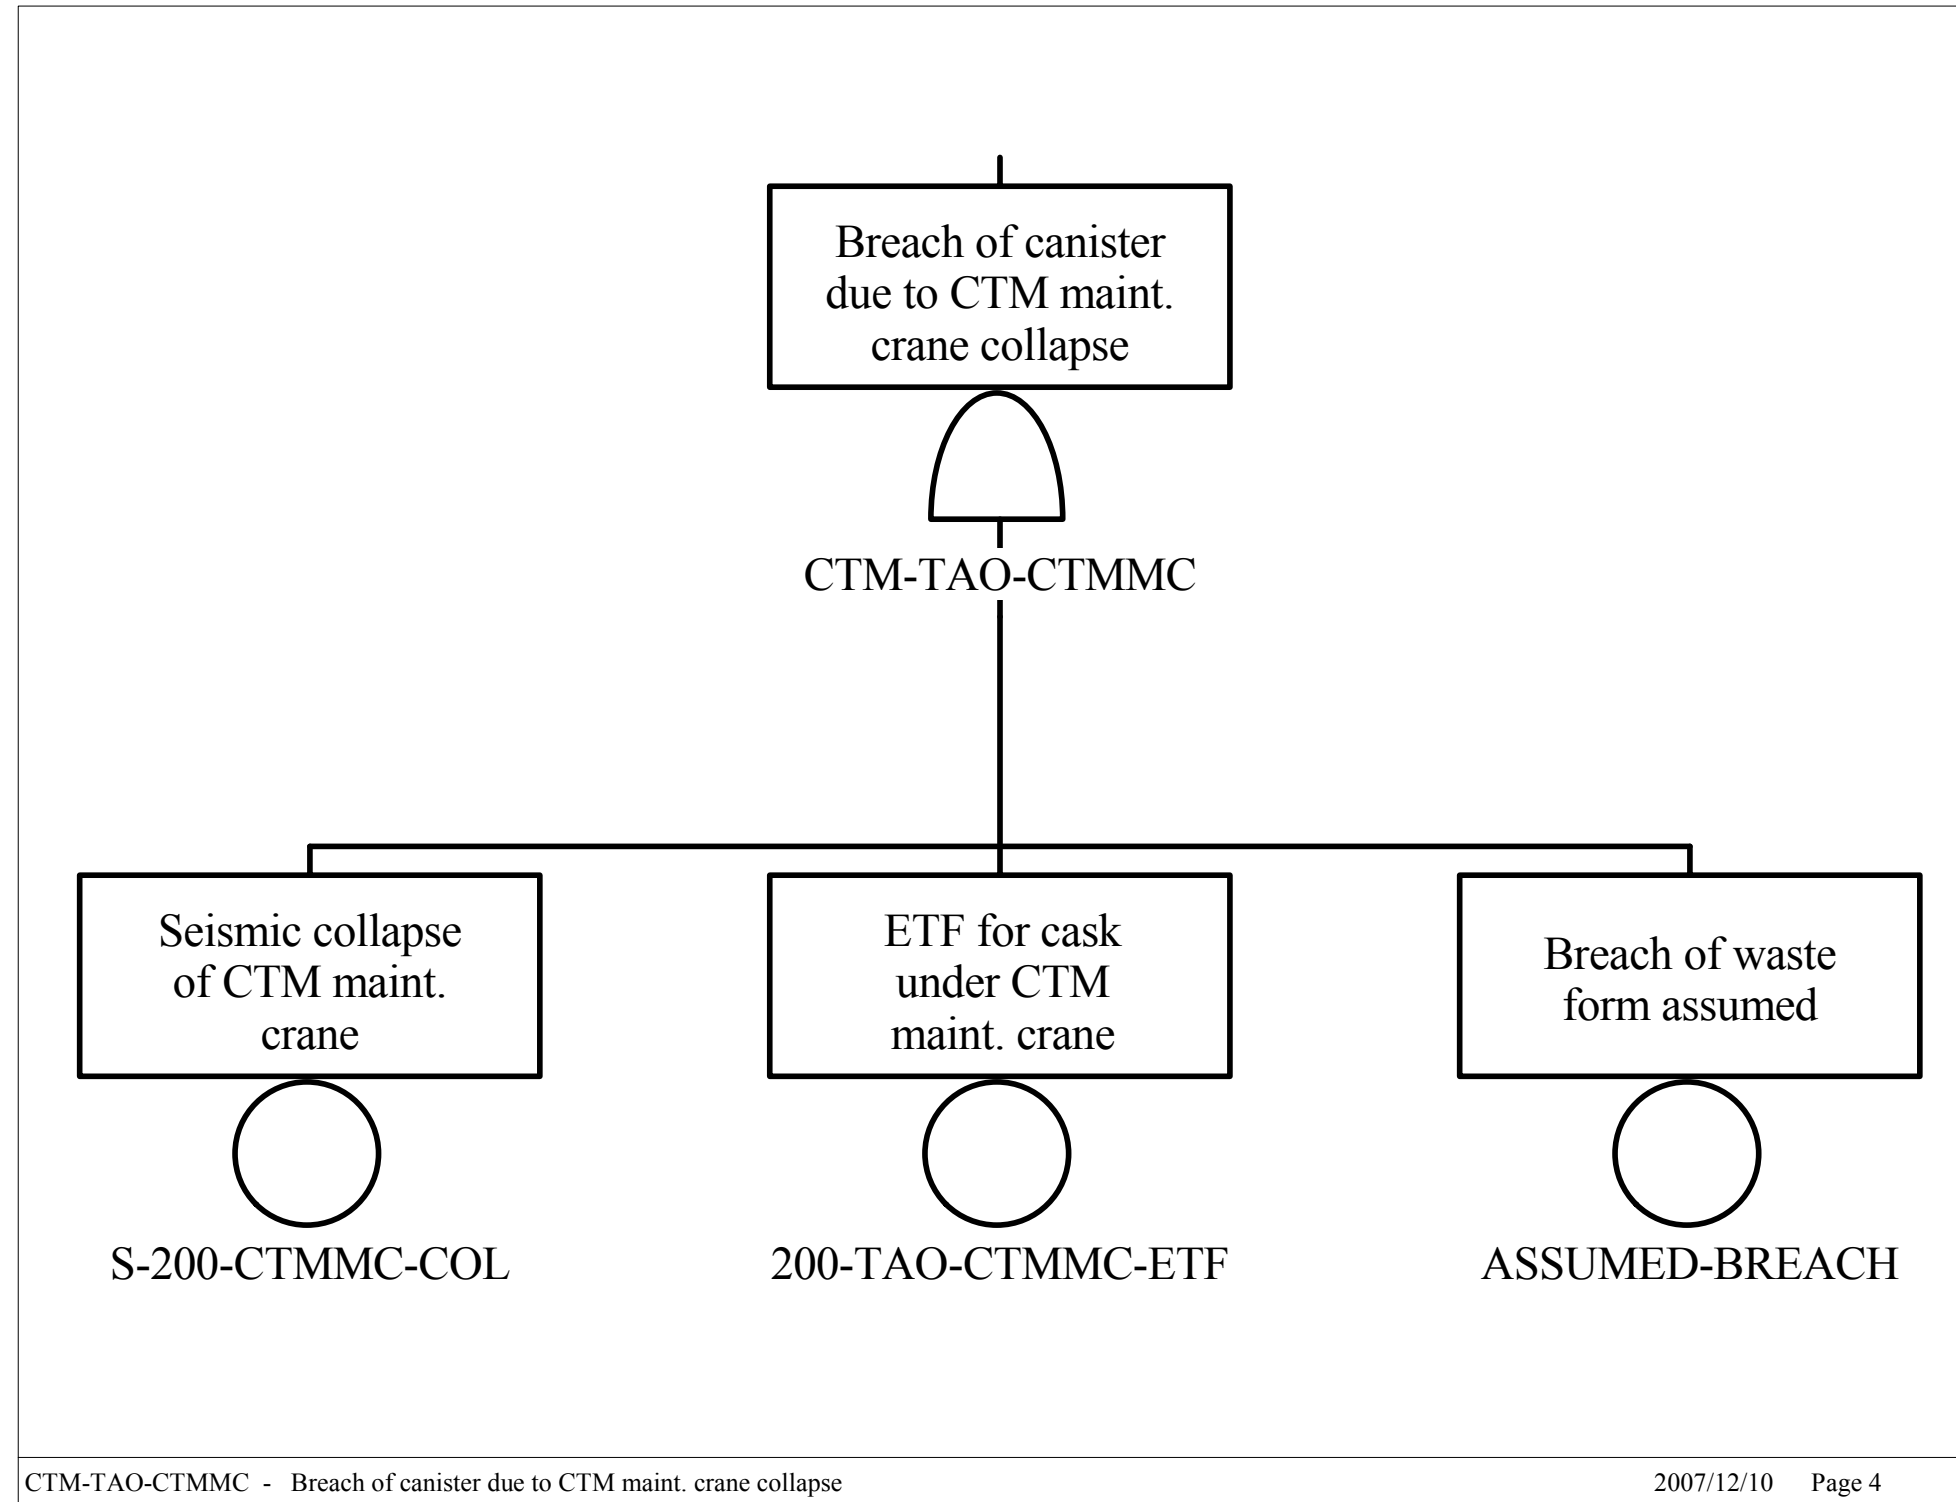 Breach of canister
due to CTM maint.
crane collapse
CTM-TAO-CTMMC
Seismic collapse
of CTM maint.
crane
S-200-CTMMC-COL
ETF for cask
under CTM
maint. crane
200-TAO-CTMMC-ETF
Breach of waste
form assumed
ASSUMED-BREACH
CTM-TAO-CTMMC - Breach of canister due to CTM maint. crane collapse 2007/12/10 Page 4